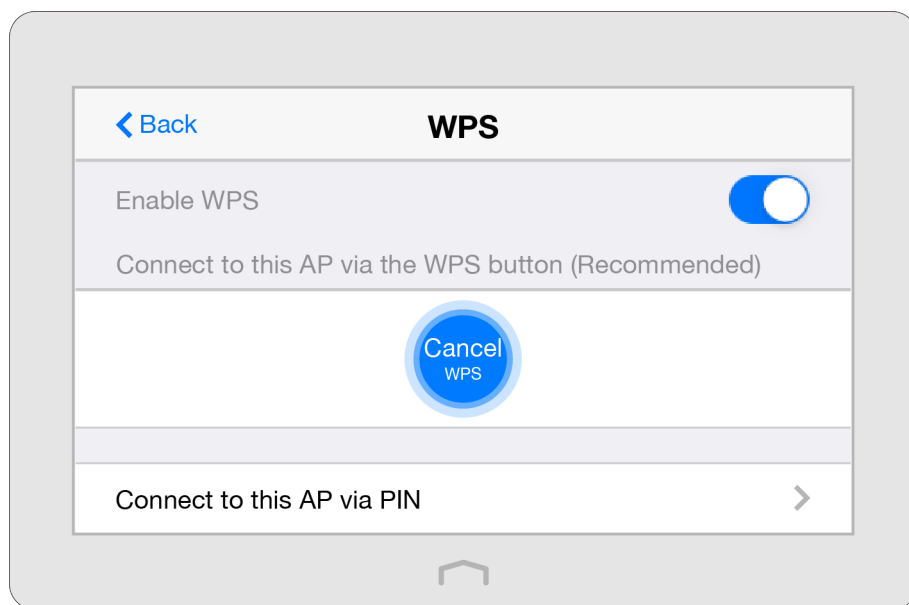 Back
WPS
Enable WPS
Connect to this AP via the WPS button (Recommended)
Cancel
WPS
Connect to this AP via PIN